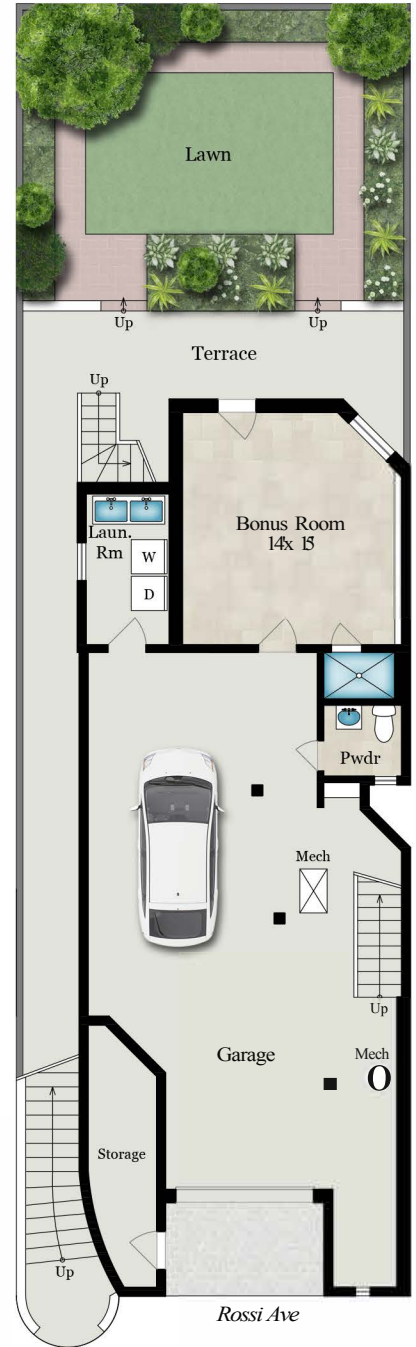 Lawn
Up
Up
Terrace
Up
Bonus Room
14'x 15'
Laun.
Rm
W
D
Pwdr
Mech
Up
Garage
Mech
Storage
Up
Rossi Ave